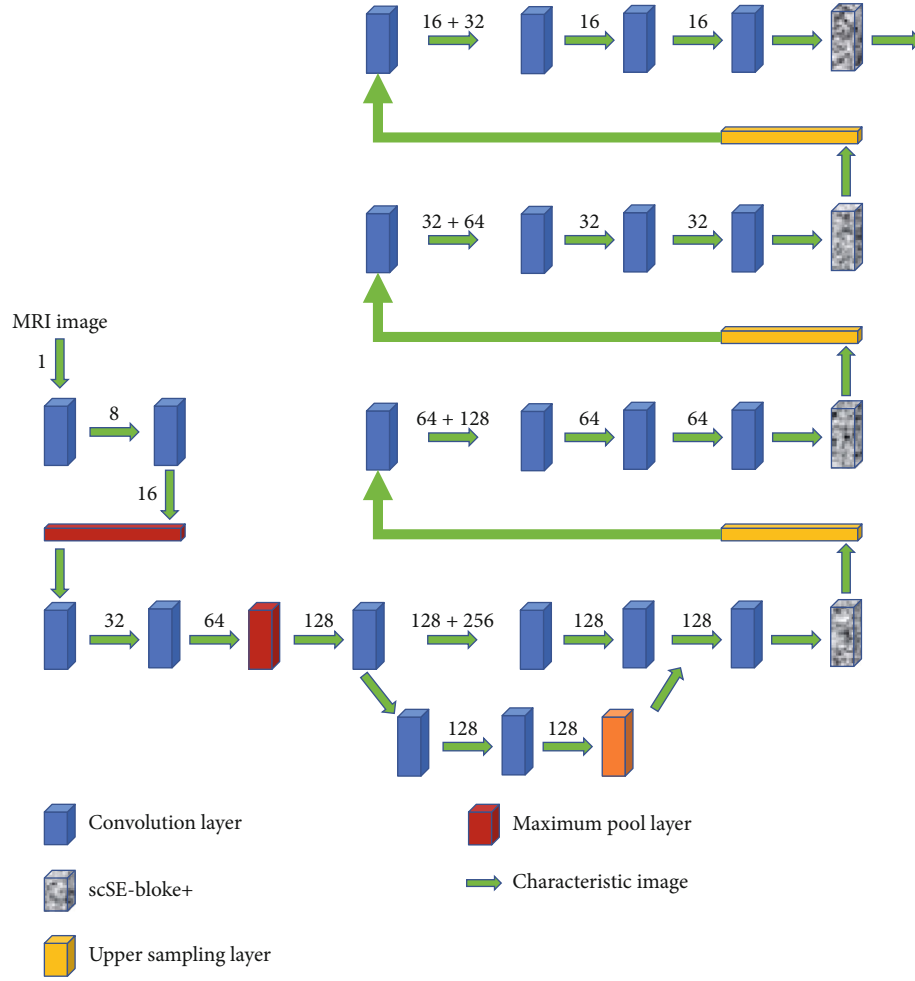 16 + 32
16
16
32 + 64
32
32
MRI image
1
8
64 + 128
64
64
16
32
64
128
128 + 256
128
128
128
128
Convolution layer
Maximum pool layer
scSE-bloke+
Characteristic image
Upper sampling layer